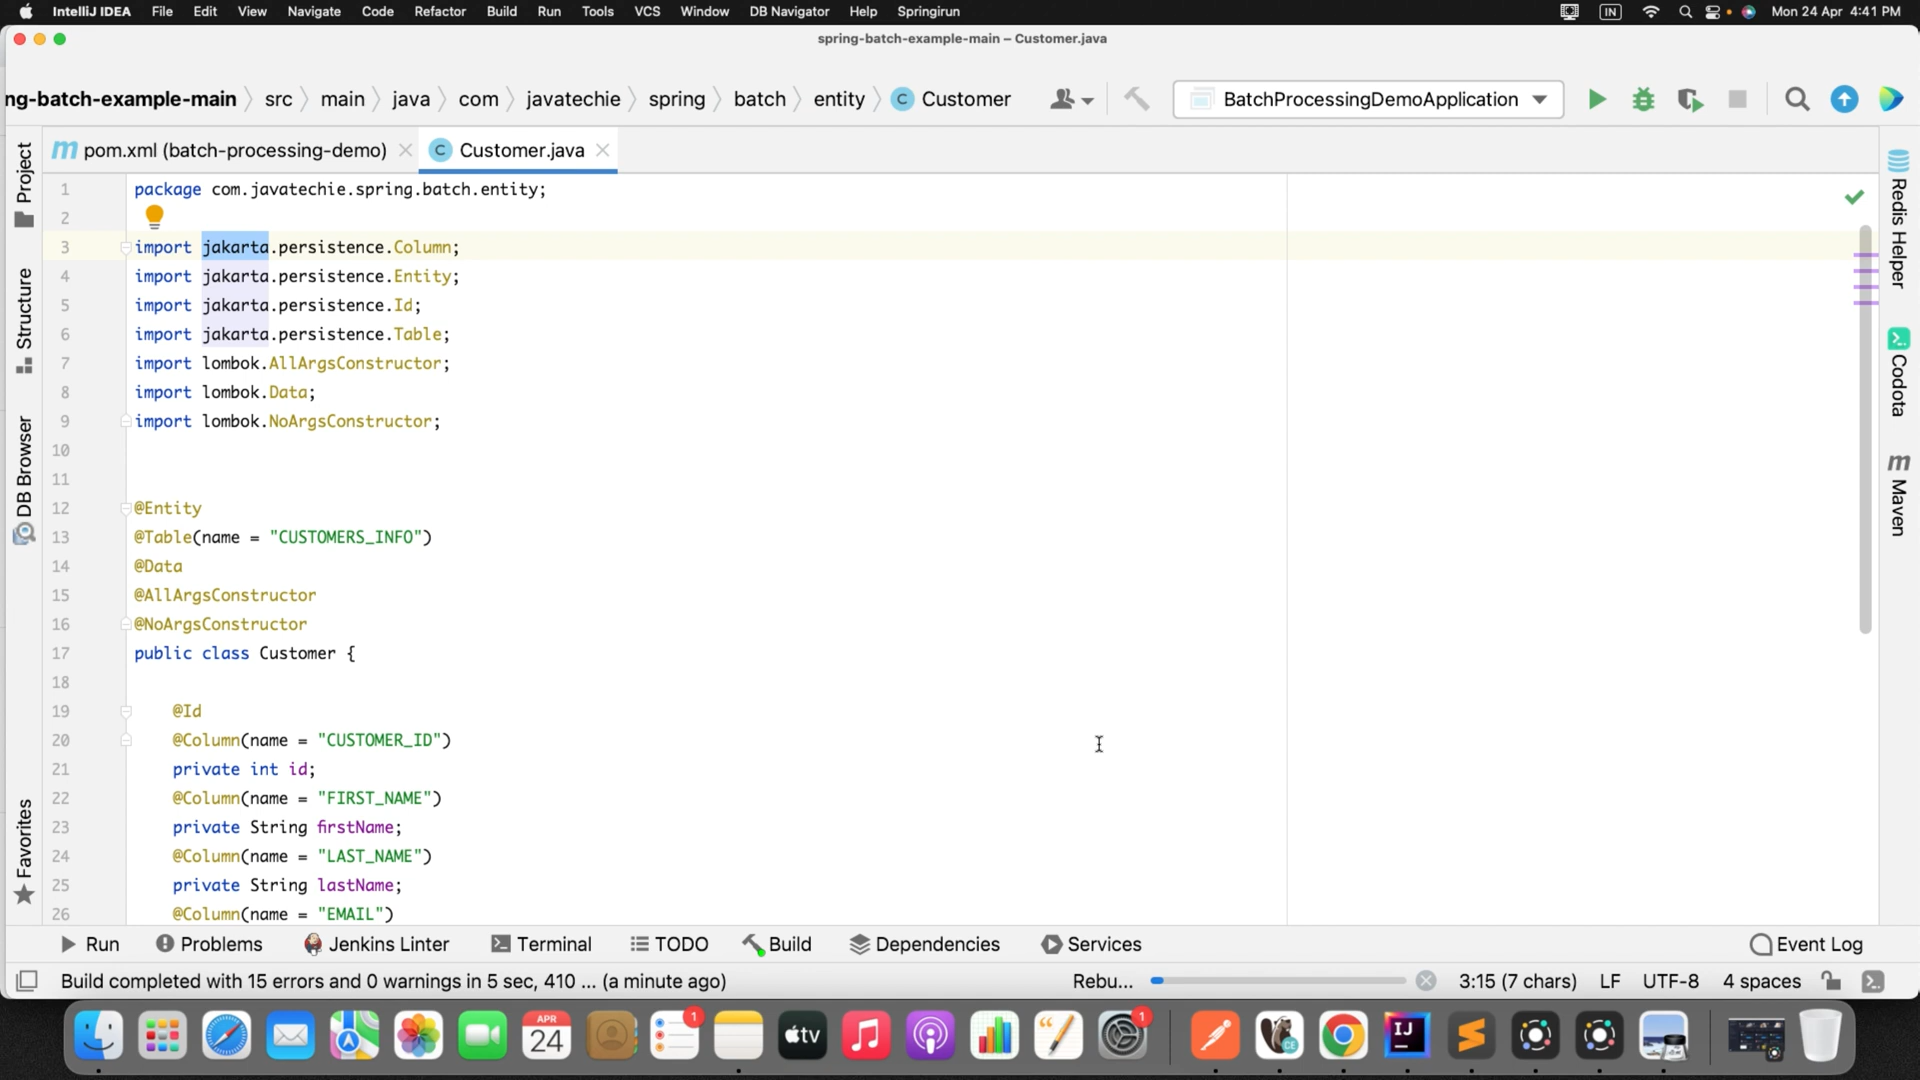 IntelliJ IDEA File Edit View Navigate Code Refactor Build Run Tools VCS Window DB Navigator Help Springirun IN Mon 24 Apr 4:41 PM
spring-batch-example-main – Customer.java
ng-batch-example-main src main java com javatechie spring batch entity C Customer BatchProcessingDemoApplication
m pom.xml (batch-processing-demo) C Customer.java
Project
Structure
DB Browser
Favorites
1 package com.javatechie.spring.batch.entity;
2
3 import jakarta.persistence.Column;
4 import jakarta.persistence.Entity;
5 import jakarta.persistence.Id;
6 import jakarta.persistence.Table;
7 import lombok.AllArgsConstructor;
8 import lombok.Data;
9 import lombok.NoArgsConstructor;
10
11
12 @Entity
13 @Table(name = "CUSTOMERS_INFO")
14 @Data
15 @AllArgsConstructor
16 @NoArgsConstructor
17 public class Customer {
18
19 @Id
20 @Column(name = "CUSTOMER_ID")
21 private int id;
22 @Column(name = "FIRST_NAME")
23 private String firstName;
24 @Column(name = "LAST_NAME")
25 private String lastName;
26 @Column(name = "EMAIL")
Redis Helper
Codota
m Maven
Run Problems Jenkins Linter Terminal TODO Build Dependencies Services Event Log
Build completed with 15 errors and 0 warnings in 5 sec, 410 ... (a minute ago) Rebu... 3:15 (7 chars) LF UTF-8 4 spaces
APR 24 1 tv 1 CE IJ